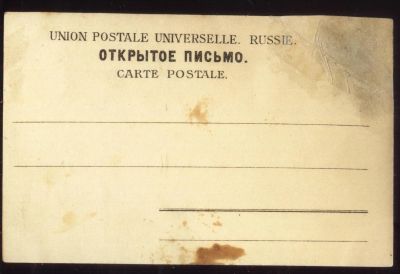 UNION POSTALE UNIVERSELLE. RUSSIE.
ОТКРЫТОЕ ПИСЬМО.
CARTE POSTALE.